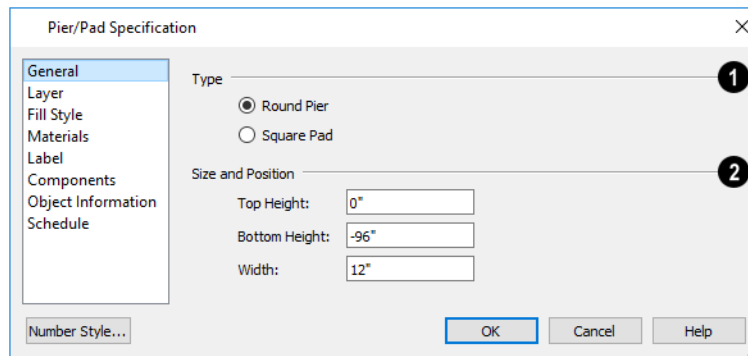 Pier/Pad Specification
General
Layer
Fill Style
Materials
Label
Components
Object Information
Schedule
Type
1
Round Pier
Square Pad
Size and Position
2
Top Height: 0"
Bottom Height: -96"
Width: 12"
Number Style...
OK
Cancel
Help